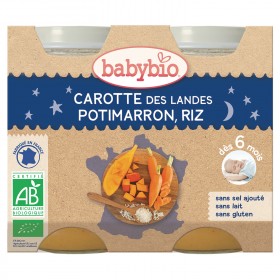 babybio
CAROTTE DES LANDES
POTIMARRON, RIZ
dès 6 mois
FRANCE
AB
AGRICULTURE
BIOLOGIQUE
sans sel ajouté
sans lait
sans gluten